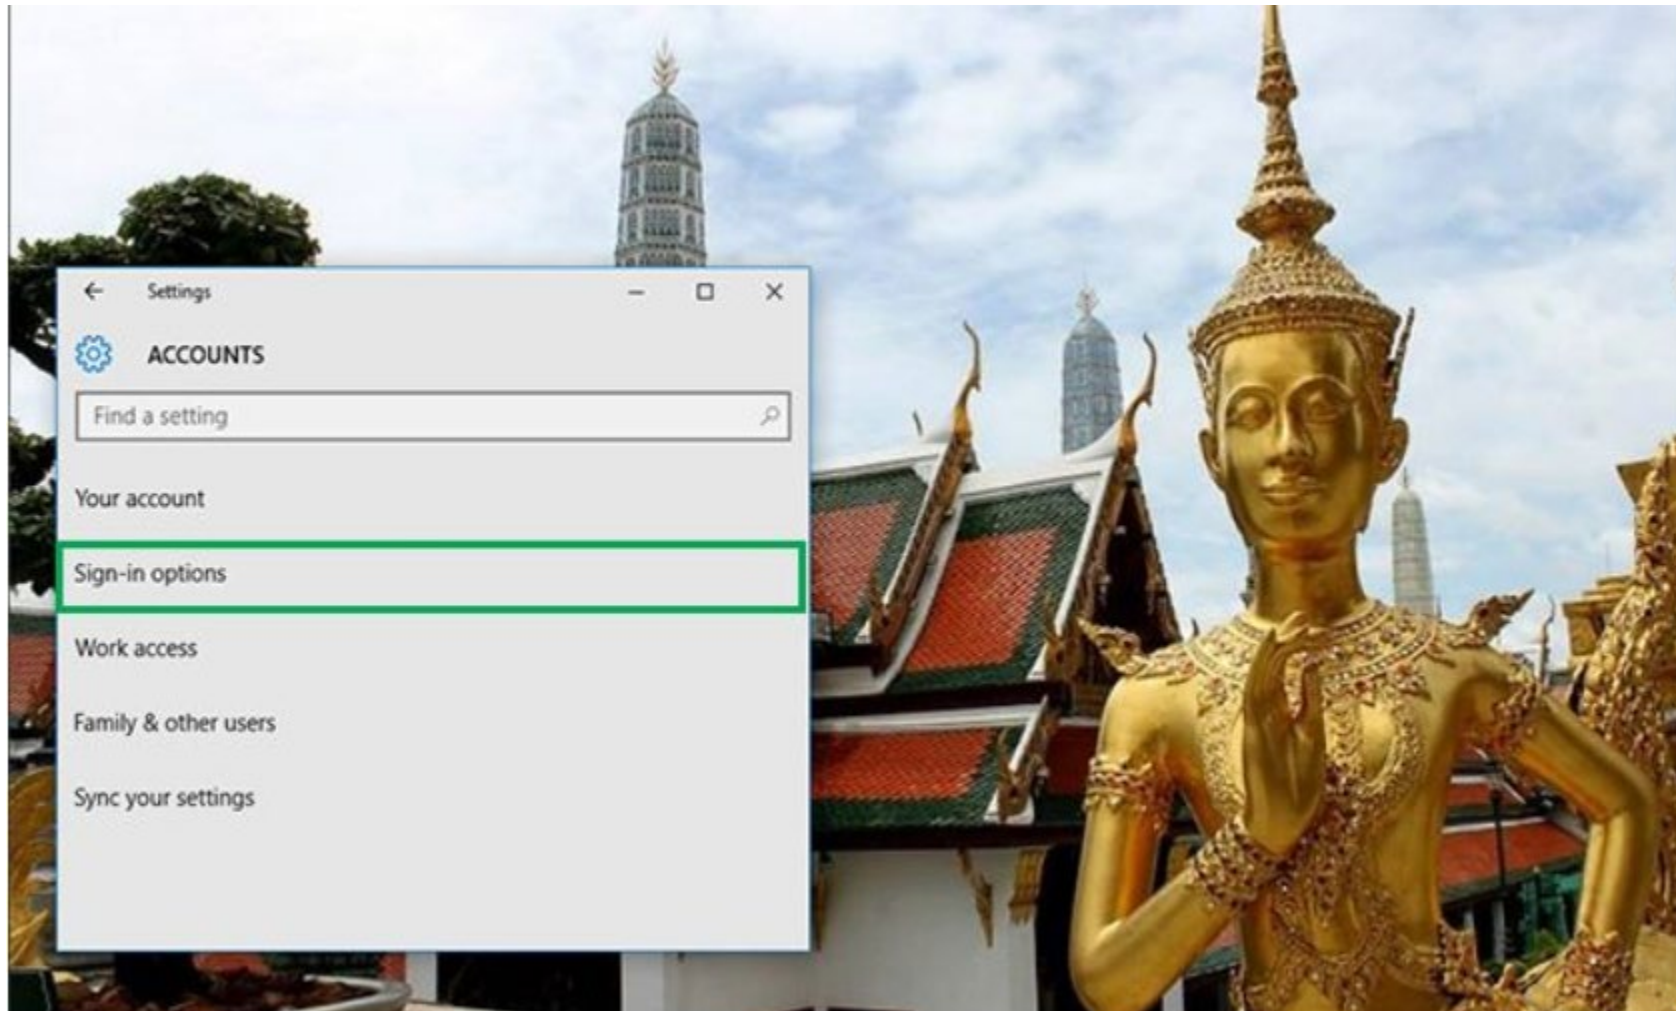 Settings
ACCOUNTS
Find a setting
Your account
Sign-in options
Work access
Family & other users
Sync your settings